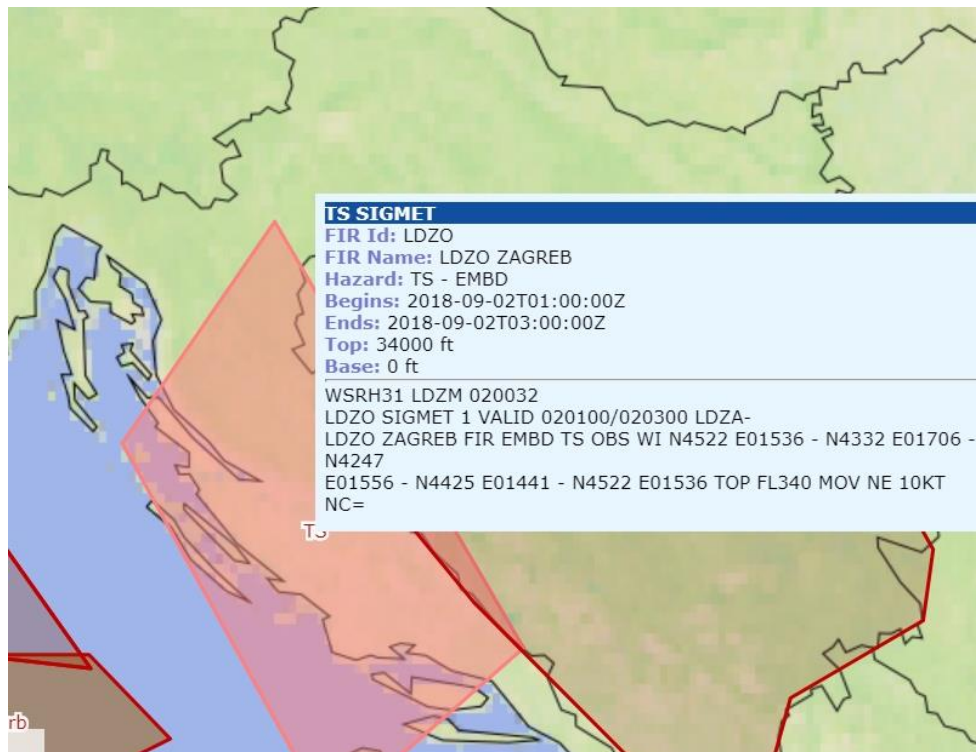 TS SIGMET
FIR Id: LDZO
FIR Name: LDZO ZAGREB
Hazard: TS - EMBD
Begins: 2018-09-02T01:00:00Z
Ends: 2018-09-02T03:00:00Z
Top: 34000 ft
Base: 0 ft
WSRH31 LDZM 020032
LDZO SIGMET 1 VALID 020100/020300 LDZA-
LDZO ZAGREB FIR EMBD TS OBS WI N4522 E01536 - N4332 E01706 -
N4247
E01556 - N4425 E01441 - N4522 E01536 TOP FL340 MOV NE 10KT
NC=
TS
rb